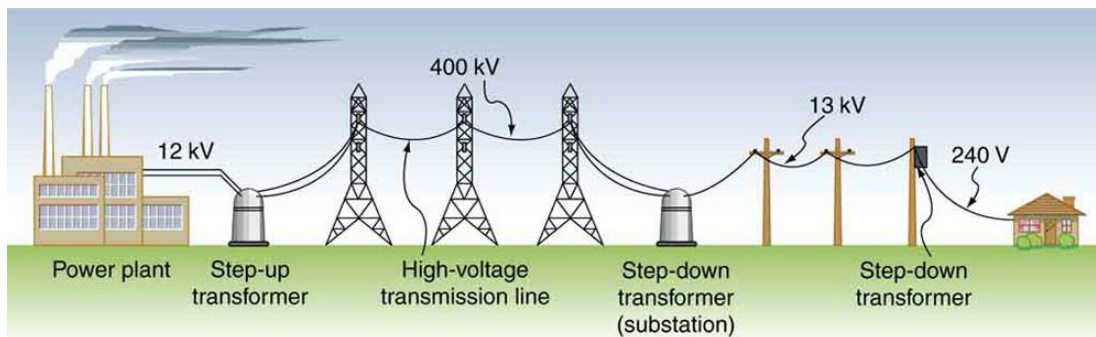 400 kV
13 kV
12 kV
240 V
Power plant
Step-up
transformer
High-voltage
transmission line
Step-down
transformer
(substation)
Step-down
transformer